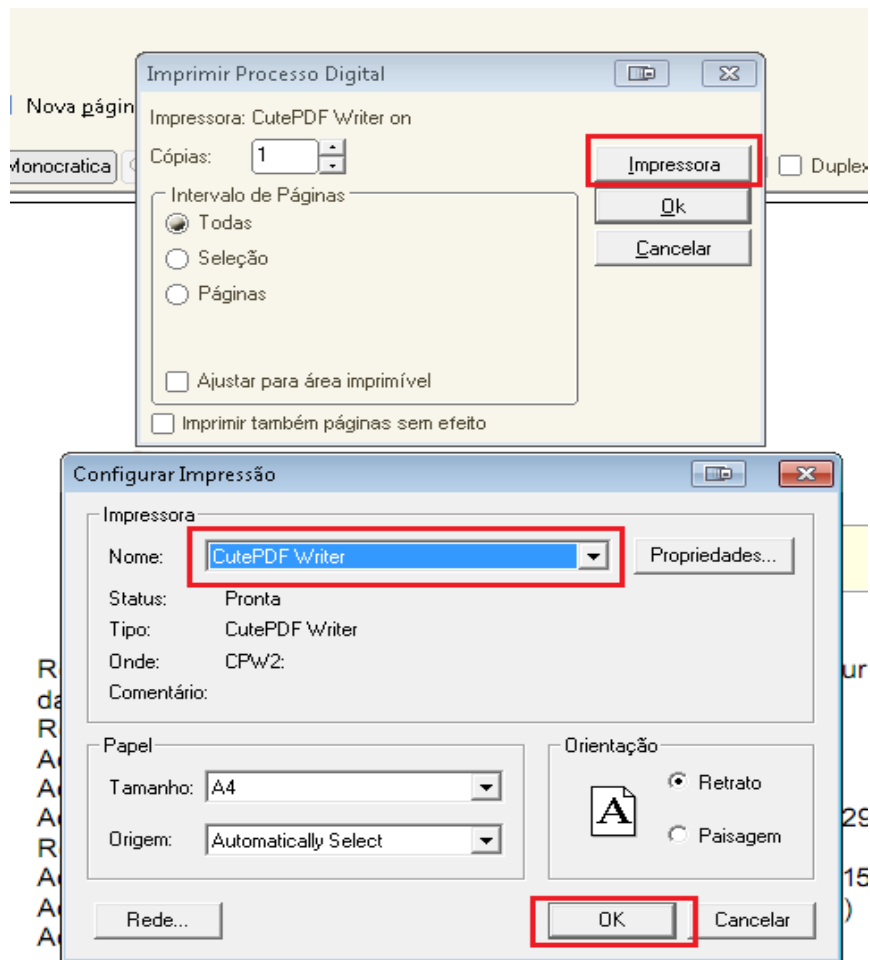 Imprimir Processo Digital
Nova págin
Impressora: CutePDF Writer on
Cópias: 1
Monocratica
Impressora
Duplex
Intervalo de Páginas
Ok
Todas
Cancelar
Seleção
Páginas
Ajustar para área imprimível
Imprimir também páginas sem efeito
Configurar Impressão
Impressora
Nome: CutePDF Writer Propriedades...
Status: Pronta
Tipo: CutePDF Writer
Onde: CPW2:
Comentário:
Papel
Orientação
Tamanho: A4
Retrato
A
Origem: Automatically Select
Paisagem
Rede... OK Cancelar